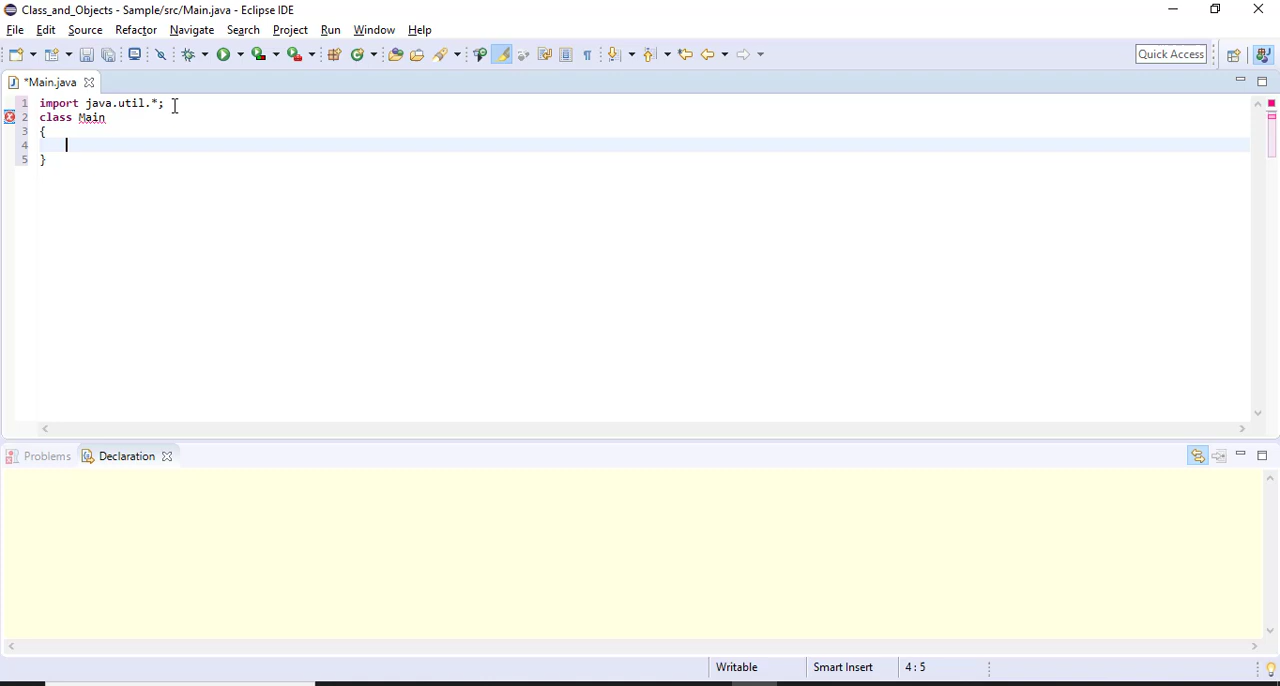 Class_and_Objects - Sample/src/Main.java - Eclipse IDE
File Edit Source Refactor Navigate Search Project Run Window Help
Quick Access
*Main.java
1 import java.util.*;
2 class Main
3 {
4
5 }
Problems Declaration
Writable Smart Insert 4 : 5